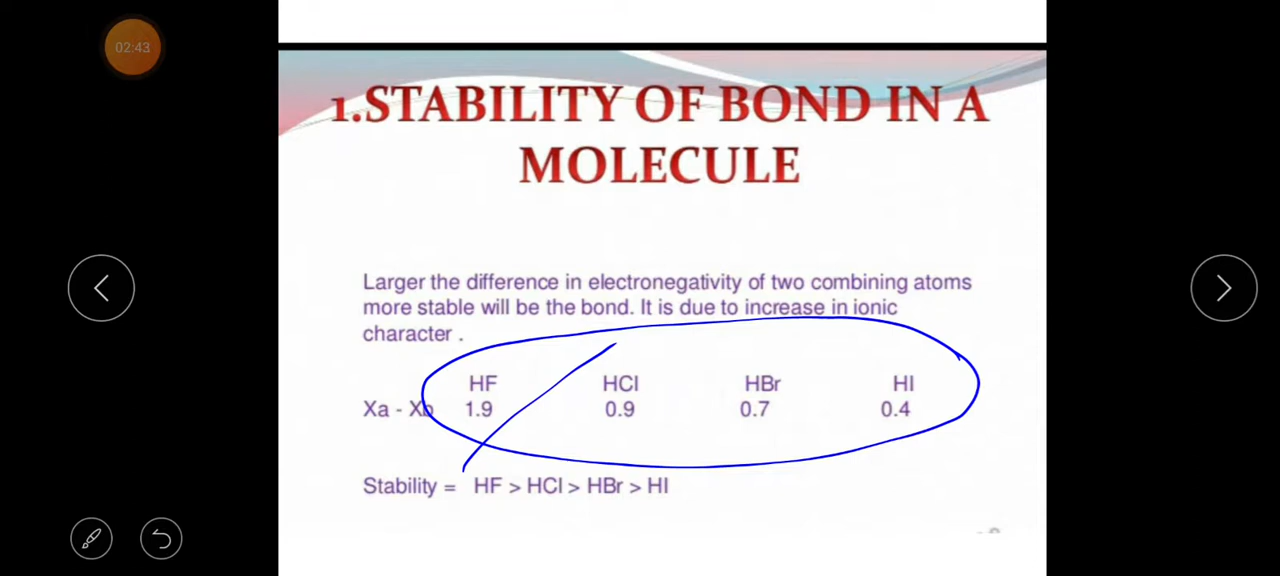 02:43
1.STABILITY OF BOND IN A
MOLECULE
Larger the difference in electronegativity of two combining atoms
more stable will be the bond. It is due to increase in ionic
character .
HF HCl HBr HI
Xa - Xb 1.9 0.9 0.7 0.4
Stability = HF > HCl > HBr > HI